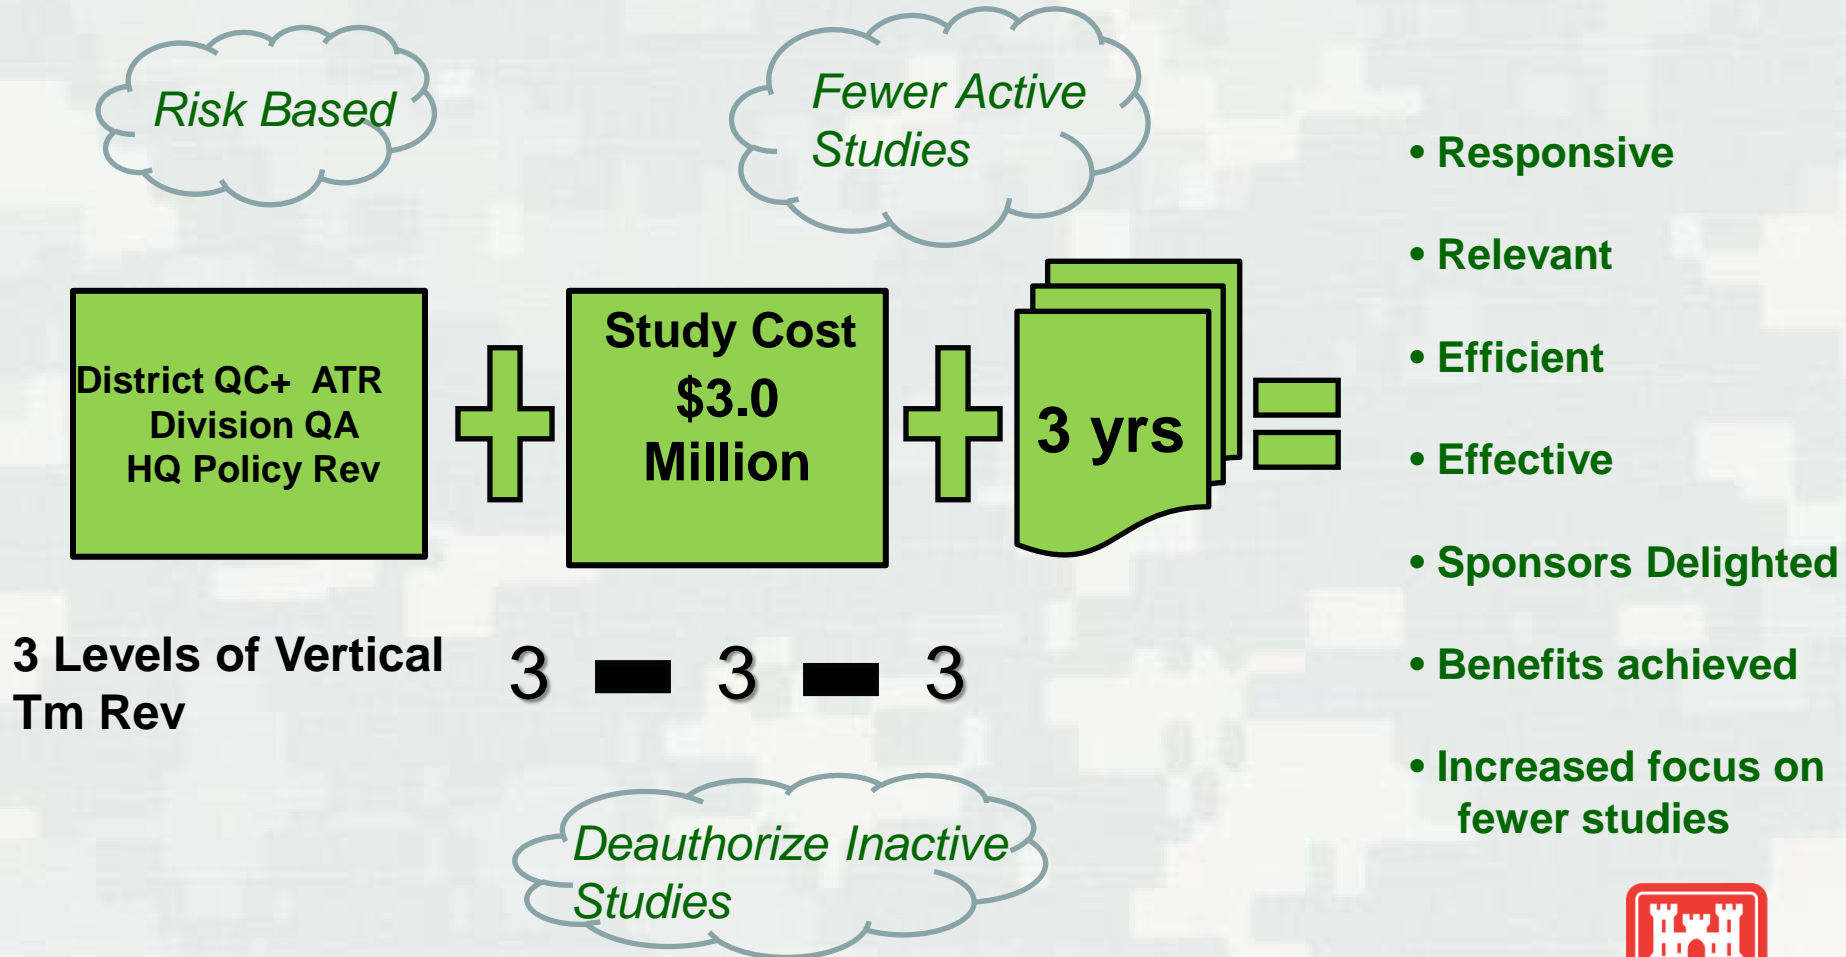 Risk Based
Fewer Active
Studies
District QC+ ATR
Division QA
HQ Policy Rev
Study Cost
$3.0
Million
3 yrs
3 Levels of Vertical
Tm Rev
3 - 3 - 3
Deauthorize Inactive
Studies
• Responsive
• Relevant
• Efficient
• Effective
• Sponsors Delighted
• Benefits achieved
• Increased focus on
fewer studies